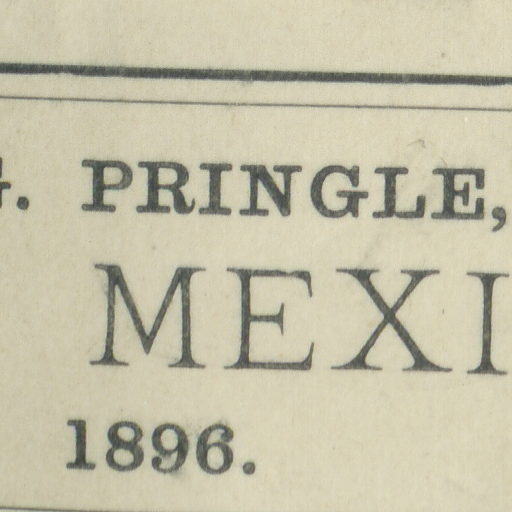 G. PRINGLE,
MEXI
1896.